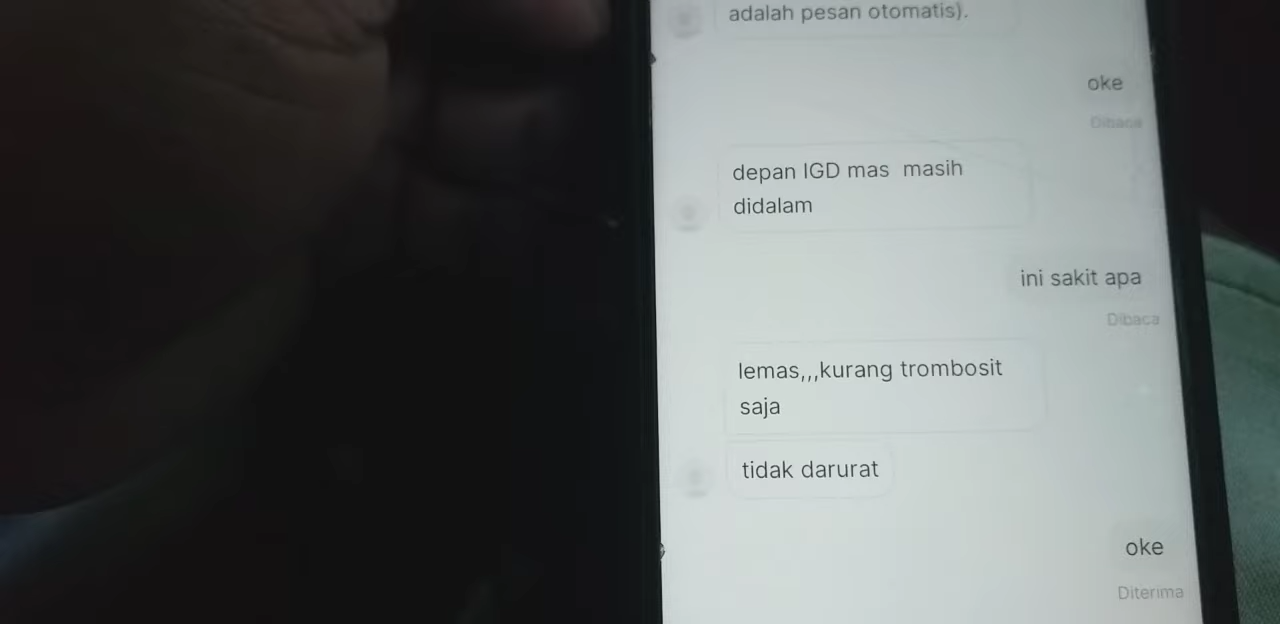 adalah pesan otomatis).
oke
Dibaca
depan IGD mas masih
didalam
ini sakit apa
Dibaca
lemas,,,kurang trombosit
saja
tidak darurat
oke
Diterima